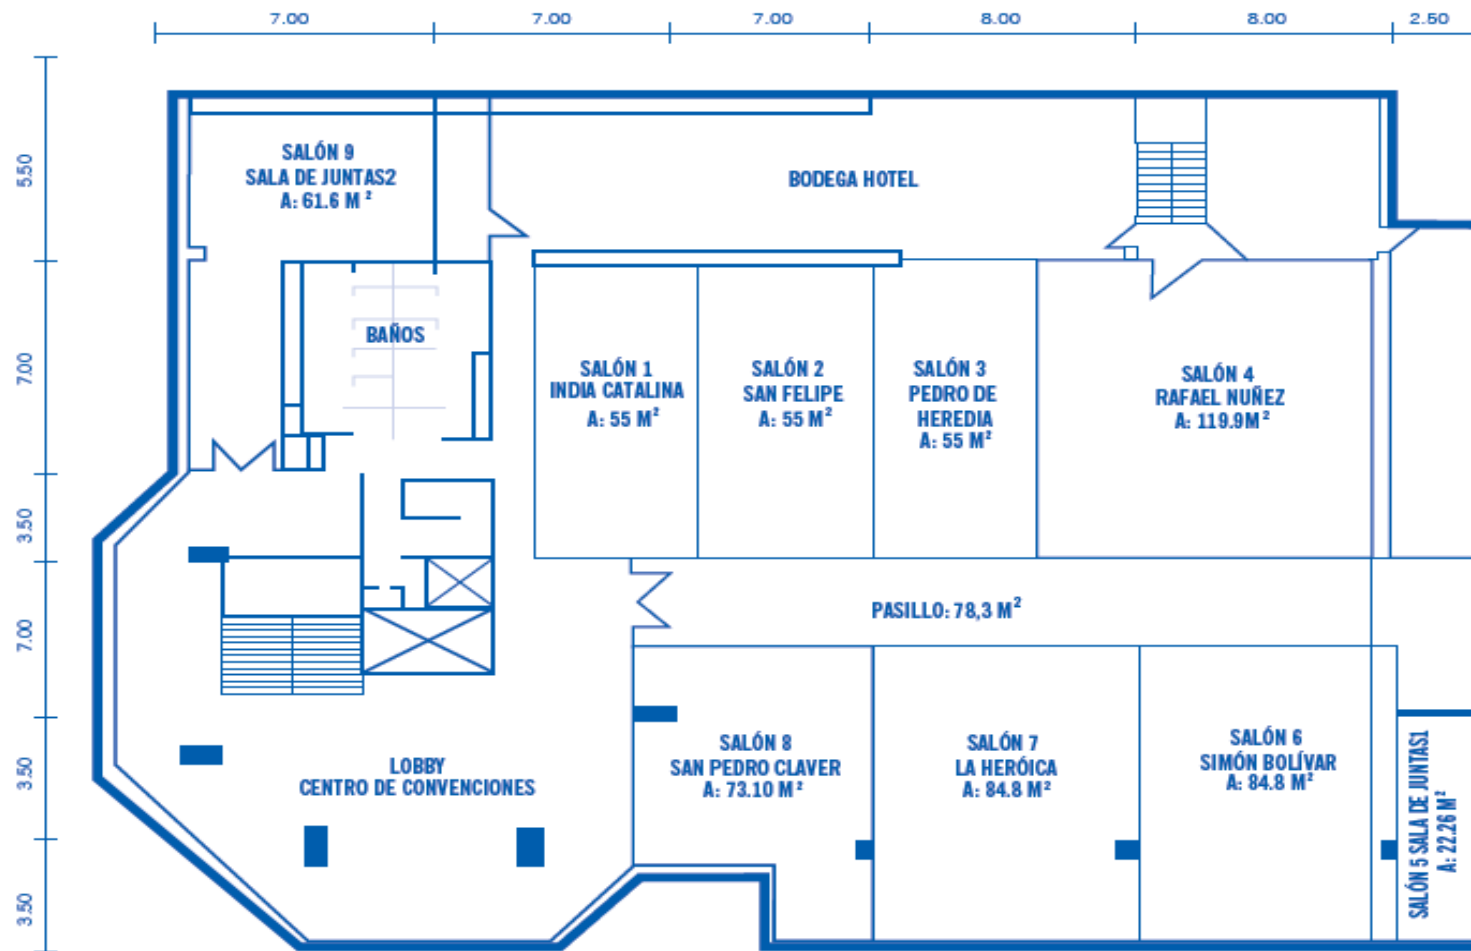 7.00
7.00
7.00
8.00
8.00
2.50
5.50
7.00
3.50
7.00
3.50
3.50
SALÓN 9
SALA DE JUNTAS2
A: 61.6 M²
BODEGA HOTEL
BAÑOS
SALÓN 1
INDIA CATALINA
A: 55 M²
SALÓN 2
SAN FELIPE
A: 55 M²
SALÓN 3
PEDRO DE
HEREDIA
A: 55 M²
SALÓN 4
RAFAEL NUÑEZ
A: 119.9M²
PASILLO: 78,3 M²
LOBBY
CENTRO DE CONVENCIONES
SALÓN 8
SAN PEDRO CLAVER
A: 73.10 M²
SALÓN 7
LA HERÓICA
A: 84.8 M²
SALÓN 6
SIMÓN BOLÍVAR
A: 84.8 M²
SALÓN 5 SALA DE JUNTAS1
A: 22.26 M²